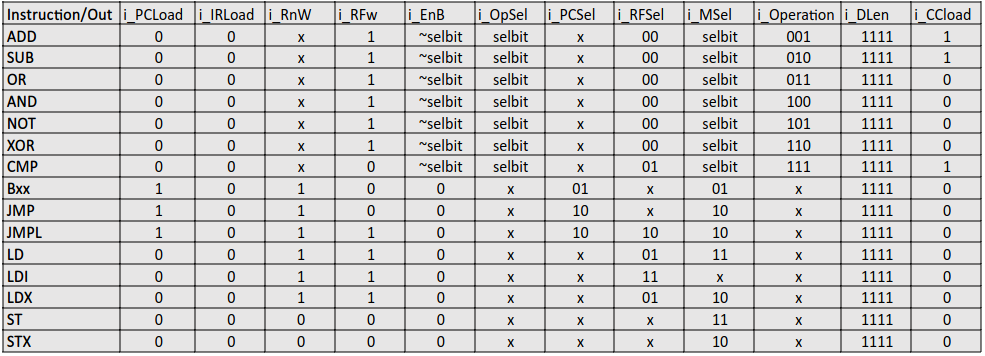 Instruction/Out i_PCLoad i_IRLoad i_RnW i_RFw i_EnB i_OpSel i_PCSel i_RFSel i_MSel i_Operation i_DLen i_CCload
ADD 0 0 x 1 ~selbit selbit x 00 selbit 001 1111 1
SUB 0 0 x 1 ~selbit selbit x 00 selbit 010 1111 1
OR 0 0 x 1 ~selbit selbit x 00 selbit 011 1111 0
AND 0 0 x 1 ~selbit selbit x 00 selbit 100 1111 0
NOT 0 0 x 1 ~selbit selbit x 00 selbit 101 1111 0
XOR 0 0 x 1 ~selbit selbit x 00 selbit 110 1111 0
CMP 0 0 x 0 ~selbit selbit x 01 selbit 111 1111 1
Bxx 1 0 1 0 0 x 01 x 01 x 1111 0
JMP 1 0 1 0 0 x 10 x 10 x 1111 0
JMPL 1 0 1 1 0 x 10 10 10 x 1111 0
LD 0 0 1 1 0 x x 01 11 x 1111 0
LDI 0 0 1 1 0 x x 11 x x 1111 0
LDX 0 0 1 1 0 x x 01 10 x 1111 0
ST 0 0 0 0 0 x x x 11 x 1111 0
STX 0 0 0 0 0 x x x 10 x 1111 0